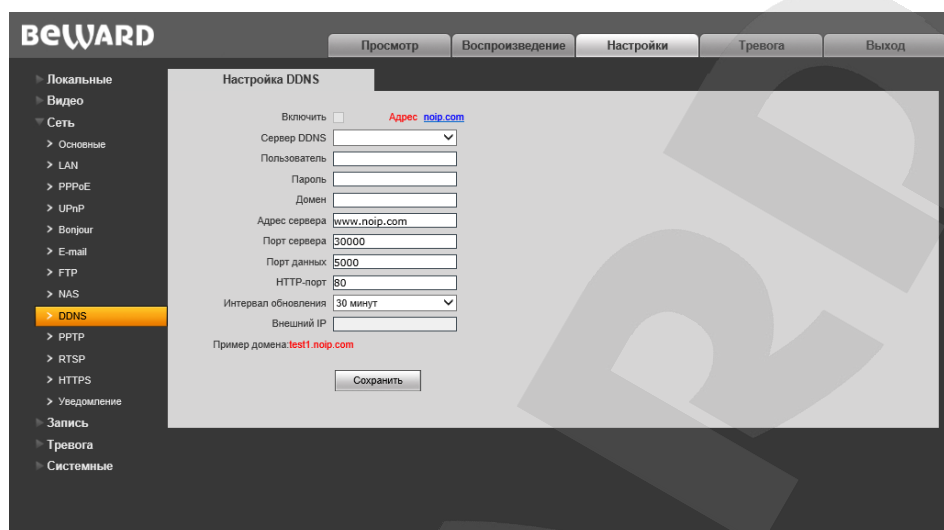 BEWARD
Просмотр
Воспроизведение
Настройки
Тревога
Выход
Локальные
Видео
Сеть
Основные
LAN
PPPoE
UPnP
Bonjour
E-mail
FTP
NAS
DDNS
PPTP
RTSP
HTTPS
Уведомление
Запись
Тревога
Системные
Настройка DDNS
Включить Адрес noip.com
Сервер DDNS
Пользователь
Пароль
Домен
Адрес сервера www.noip.com
Порт сервера 30000
Порт данных 5000
HTTP-порт 80
Интервал обновления 30 минут
Внешний IP
Пример домена:test1.noip.com
Сохранить